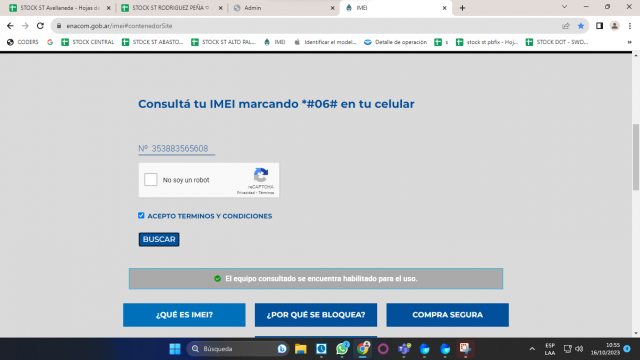 STOCK ST Avellaneda - Hojas de
STOCK ST RODRIGUEZ PEÑA
Admin
IMEI
enacom.gob.ar/imei#contenedorSite
CODERS
STOCK CENTRAL
STOCK ST ABASTO...
STOCK ST ALTO PAL...
IMEI
Identificar el model...
Detalle de operación
stock st pbfix - Hoj...
STOCK DOT - SWO...
Consultá tu IMEI marcando *#06# en tu celular
Nº 353883565608
No soy un robot
reCAPTCHA
Privacidad - Términos
ACEPTO TERMINOS Y CONDICIONES
BUSCAR
El equipo consultado se encuentra habilitado para el uso.
¿QUÉ ES IMEI?
¿POR QUÉ SE BLOQUEA?
COMPRA SEGURA
Búsqueda
ESP
LAA
10:55
16/10/2023